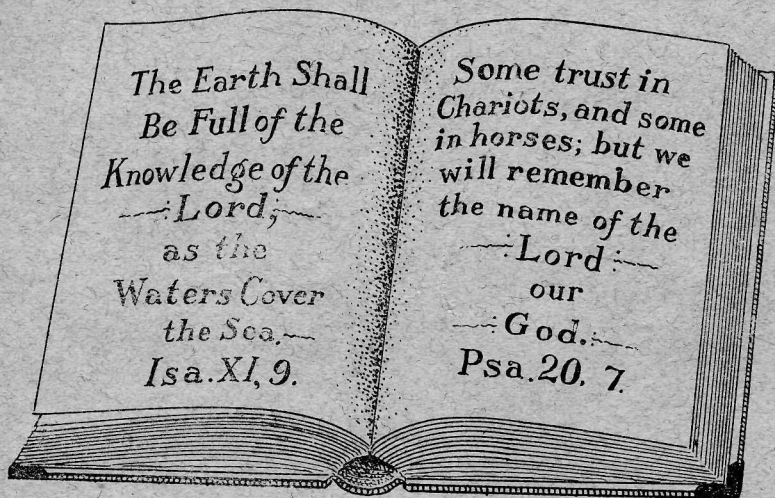 The Earth Shall
Be Full of the
Knowledge of the
Lord;
as the
Waters Cover
the Sea.
Isa. XI, 9.
Some trust in
Chariots, and some
in horses; but we
will remember
the name of the
Lord
our
God.
Psa. 20. 7.